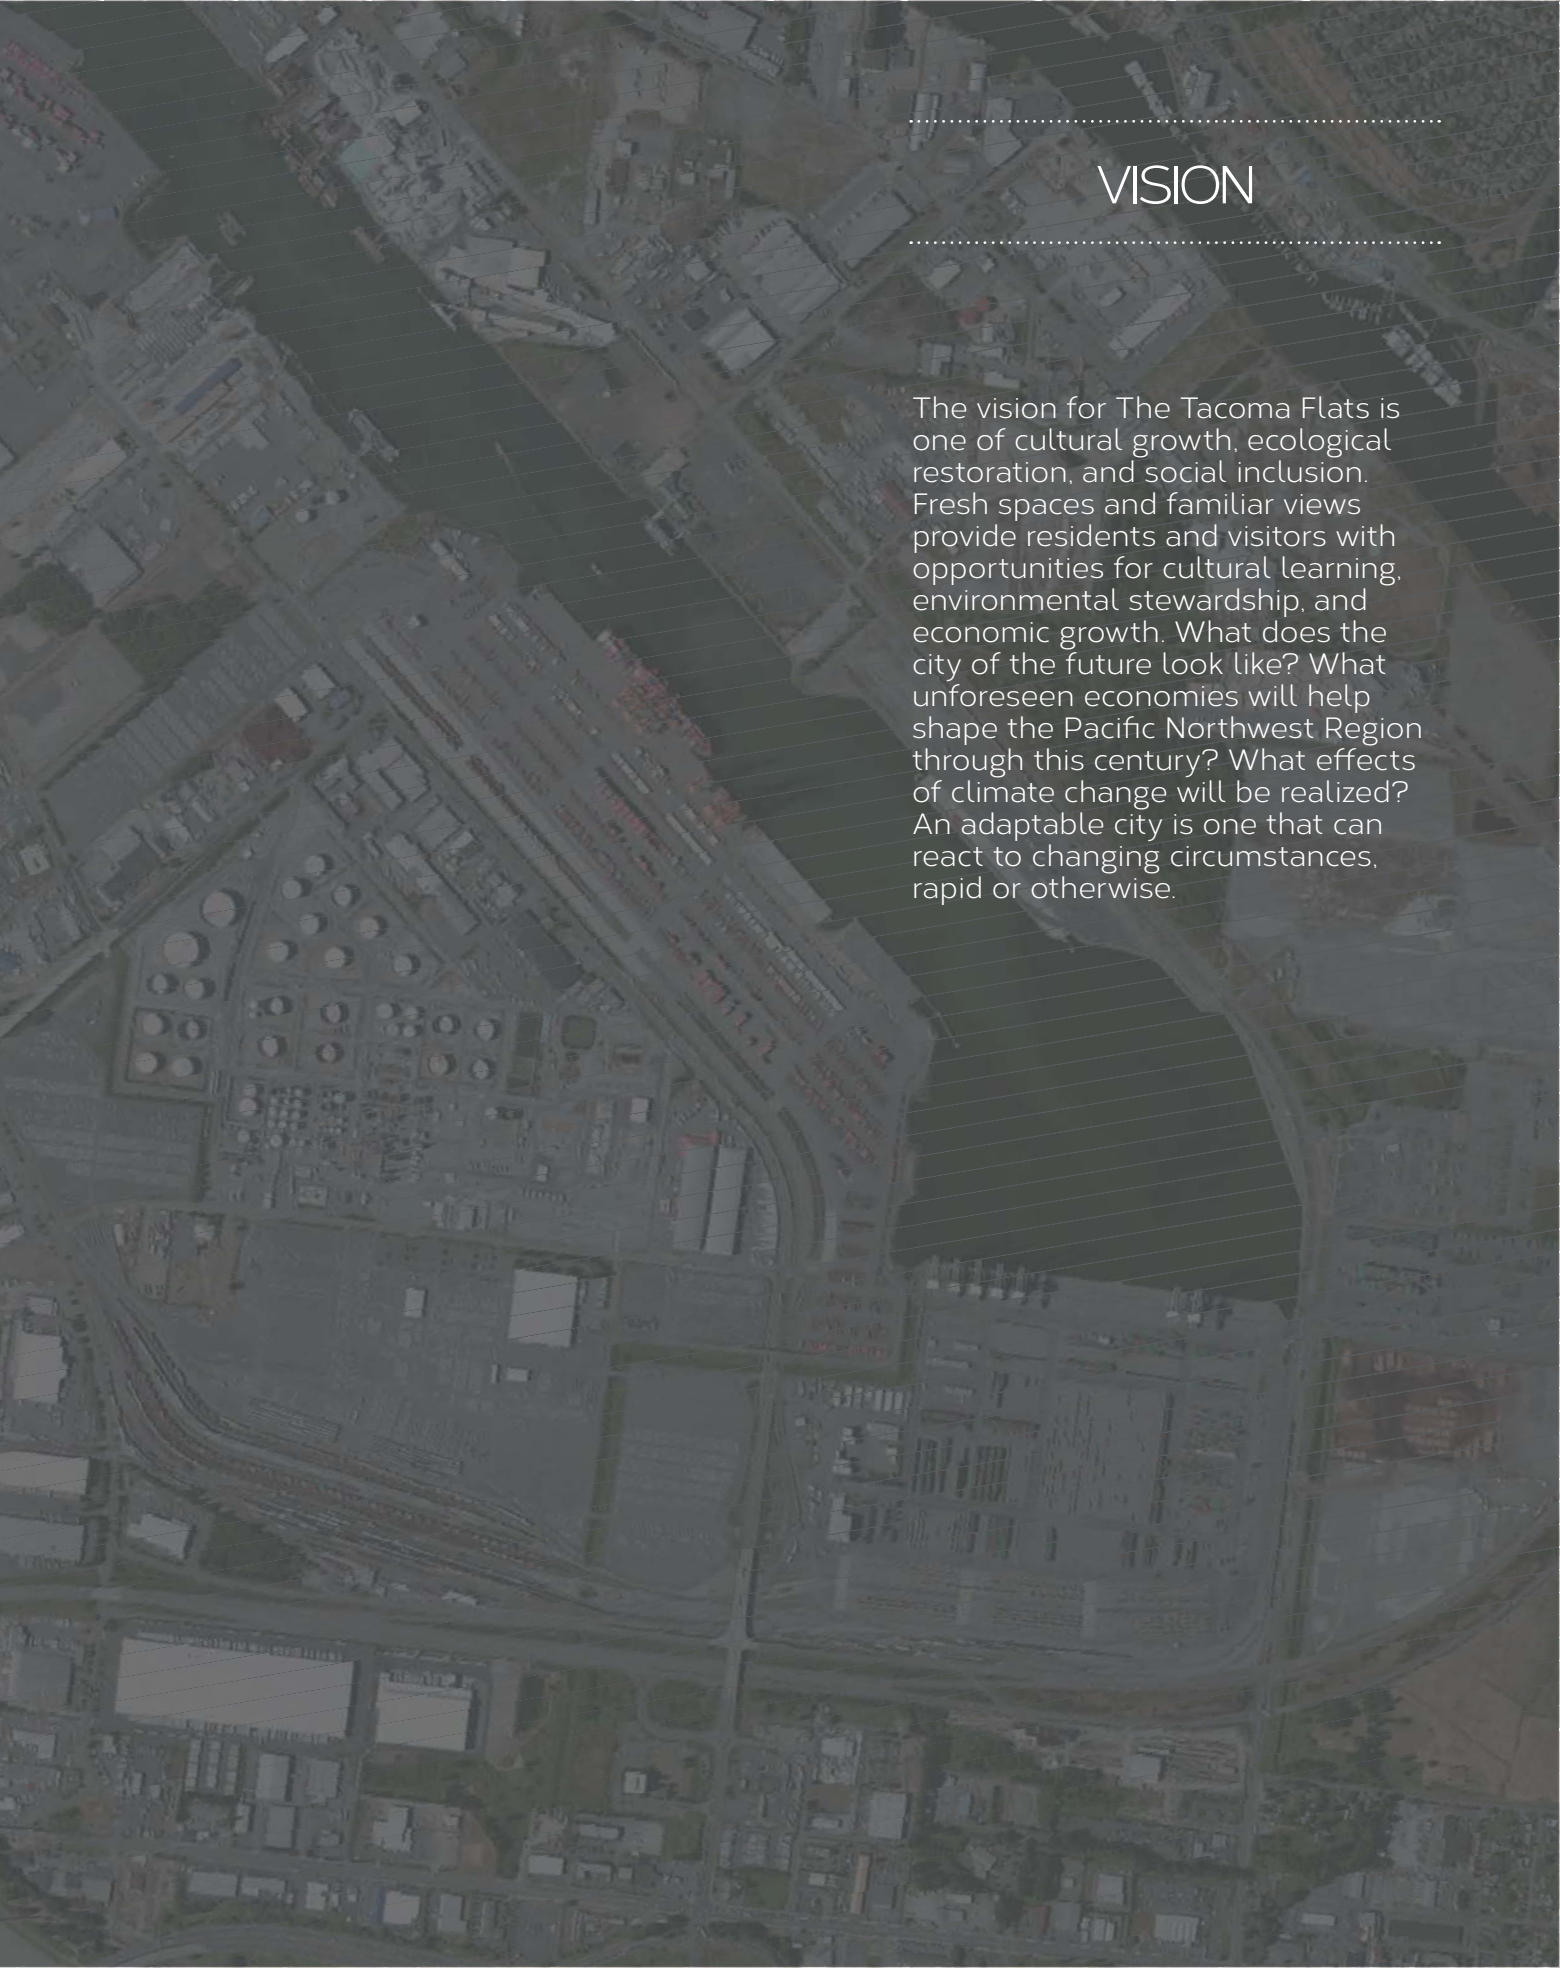 VISION
The vision for The Tacoma Flats is
one of cultural growth, ecological
restoration, and social inclusion.
Fresh spaces and familiar views
provide residents and visitors with
opportunities for cultural learning,
environmental stewardship, and
economic growth. What does the
city of the future look like? What
unforeseen economies will help
shape the Pacific Northwest Region
through this century? What effects
of climate change will be realized?
An adaptable city is one that can
react to changing circumstances,
rapid or otherwise.